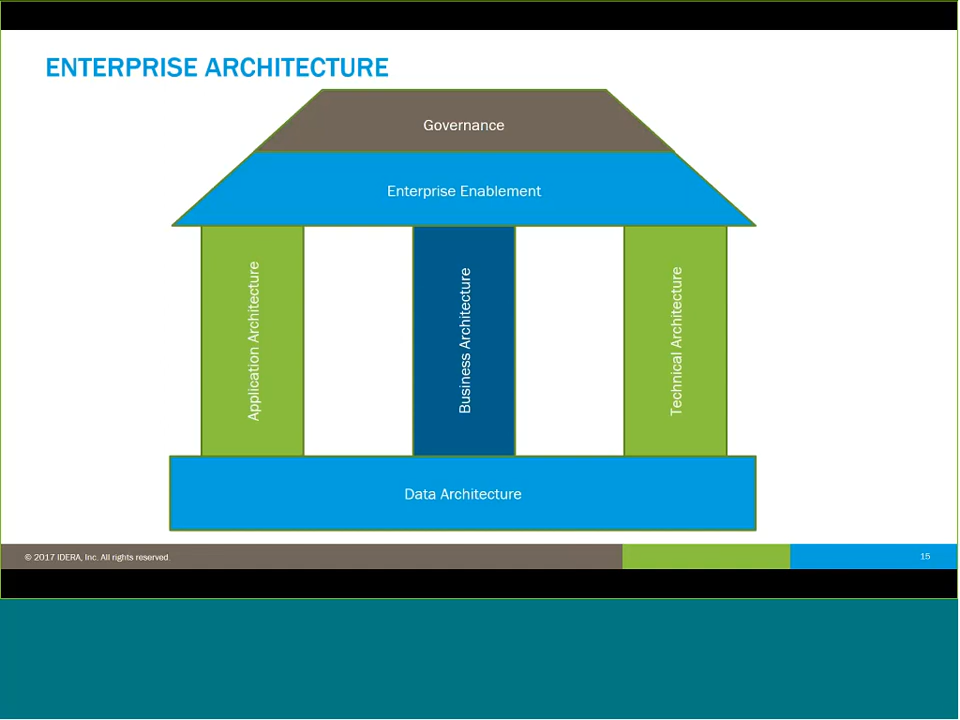 ENTERPRISE ARCHITECTURE
Governance
Enterprise Enablement
Application Architecture
Business Architecture
Technical Architecture
Data Architecture
© 2017 IDERA, Inc. All rights reserved.
15